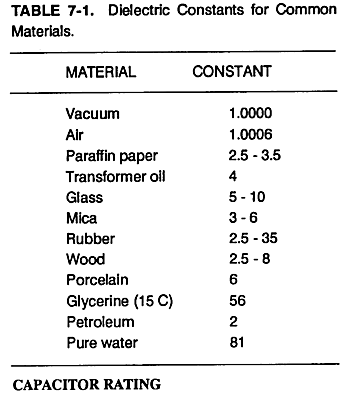 TABLE 7-1. Dielectric Constants for Common
Materials.
MATERIAL CONSTANT
Vacuum 1.0000
Air 1.0006
Paraffin paper 2.5 - 3.5
Transformer oil 4
Glass 5 - 10
Mica 3 - 6
Rubber 2.5 - 35
Wood 2.5 - 8
Porcelain 6
Glycerine (15 C) 56
Petroleum 2
Pure water 81
CAPACITOR RATING